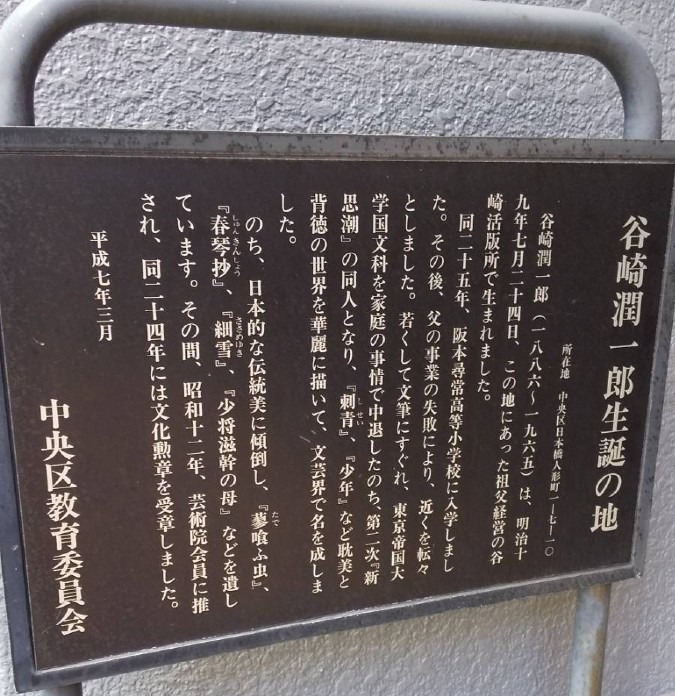 谷崎潤一郎生誕の地
所在地 中央区日本橋人形町一―七―一〇
谷崎潤一郎(一八八六~一九六五)は、明治十
九年七月二十四日、この地にあった祖父経営の谷
崎活版所で生まれました。
同二十五年、阪本尋常高等小学校に入学しまし
た。その後、父の事業の失敗により、近くを転々
としました。若くして文筆にすぐれ、東京帝国大
学国文科を家庭の事情で中退したのち、第二次『新
思潮』の同人となり、『刺青』、『少年』など耽美と
背徳の世界を華麗に描いて、文芸界で名を成しま
した。
のち、日本的な伝統美に傾倒し、『蓼喰ふ虫』、
『春琴抄』、『細雪』、『少将滋幹の母』などを遺し
ています。その間、昭和十二年、芸術院会員に推
され、同二十四年には文化勲章を受章しました。
平成七年三月
中央区教育委員会